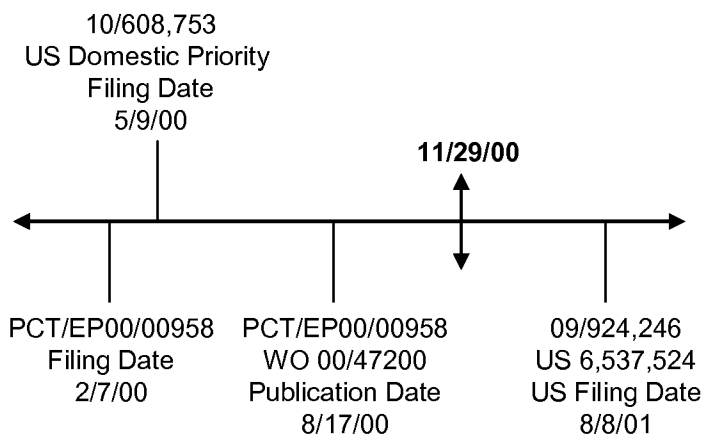 10/608,753
US Domestic Priority
Filing Date
5/9/00
11/29/00
PCT/EP00/00958
Filing Date
2/7/00
PCT/EP00/00958
WO 00/47200
Publication Date
8/17/00
09/924,246
US 6,537,524
US Filing Date
8/8/01